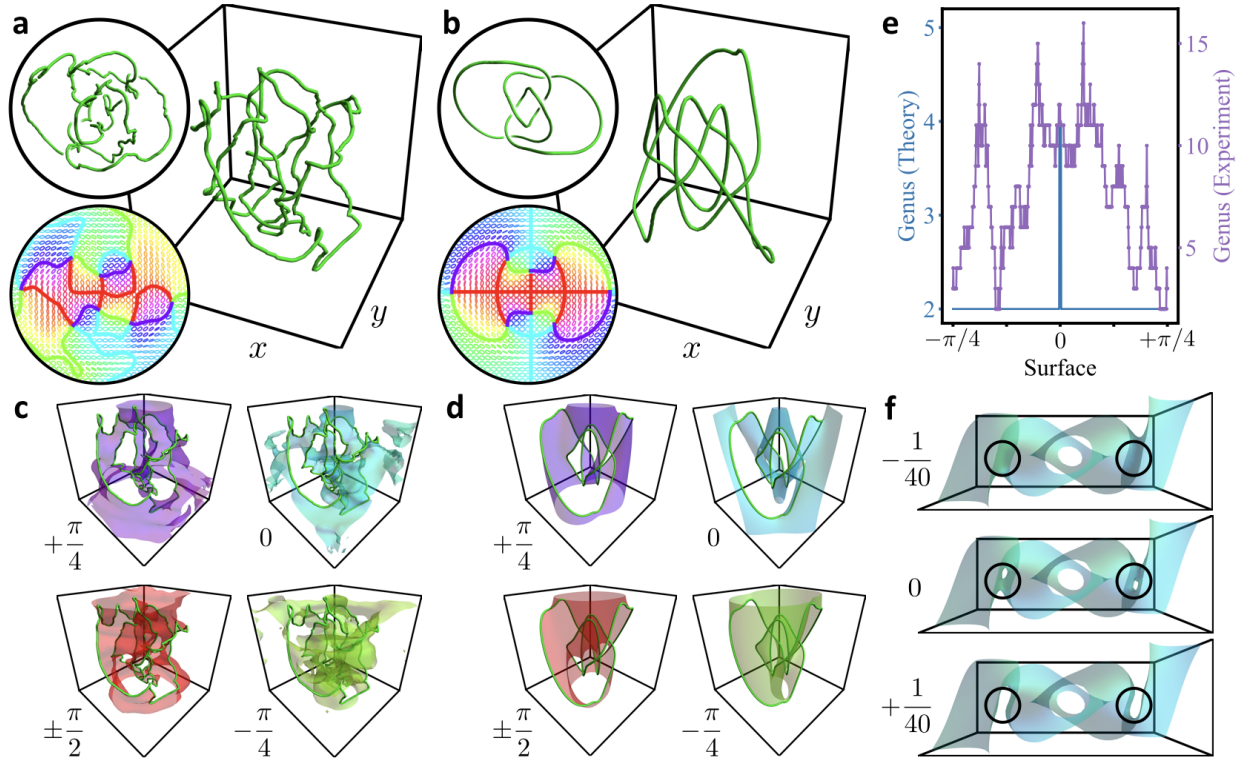 a
x
y
b
x
y
e
Genus (Theory)
5
4
3
2
Genus (Experiment)
15
10
5
−π/4
0
+π/4
Surface
c
+π/4
0
±π/2
−π/4
d
+π/4
0
±π/2
−π/4
f
−1/40
0
+1/40